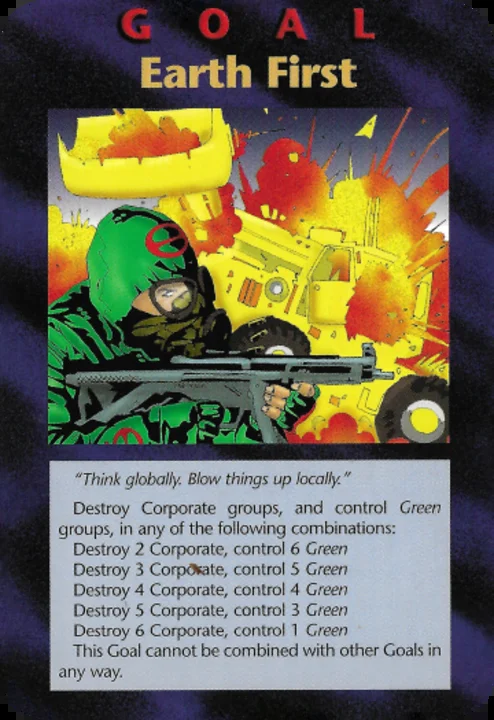 GOAL
Earth First
"Think globally. Blow things up locally."
Destroy Corporate groups, and control Green
groups, in any of the following combinations:
Destroy 2 Corporate, control 6 Green
Destroy 3 Corporate, control 5 Green
Destroy 4 Corporate, control 4 Green
Destroy 5 Corporate, control 3 Green
Destroy 6 Corporate, control 1 Green
This Goal cannot be combined with other Goals in
any way.